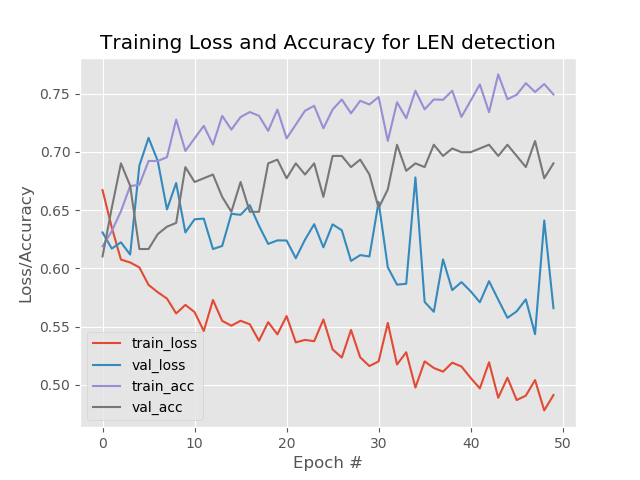 Training Loss and Accuracy for LEN detection
Loss/Accuracy
0.75
0.70
0.65
0.60
0.55
0.50
train_loss
val_loss
train_acc
val_acc
0 10 20 30 40 50
Epoch #